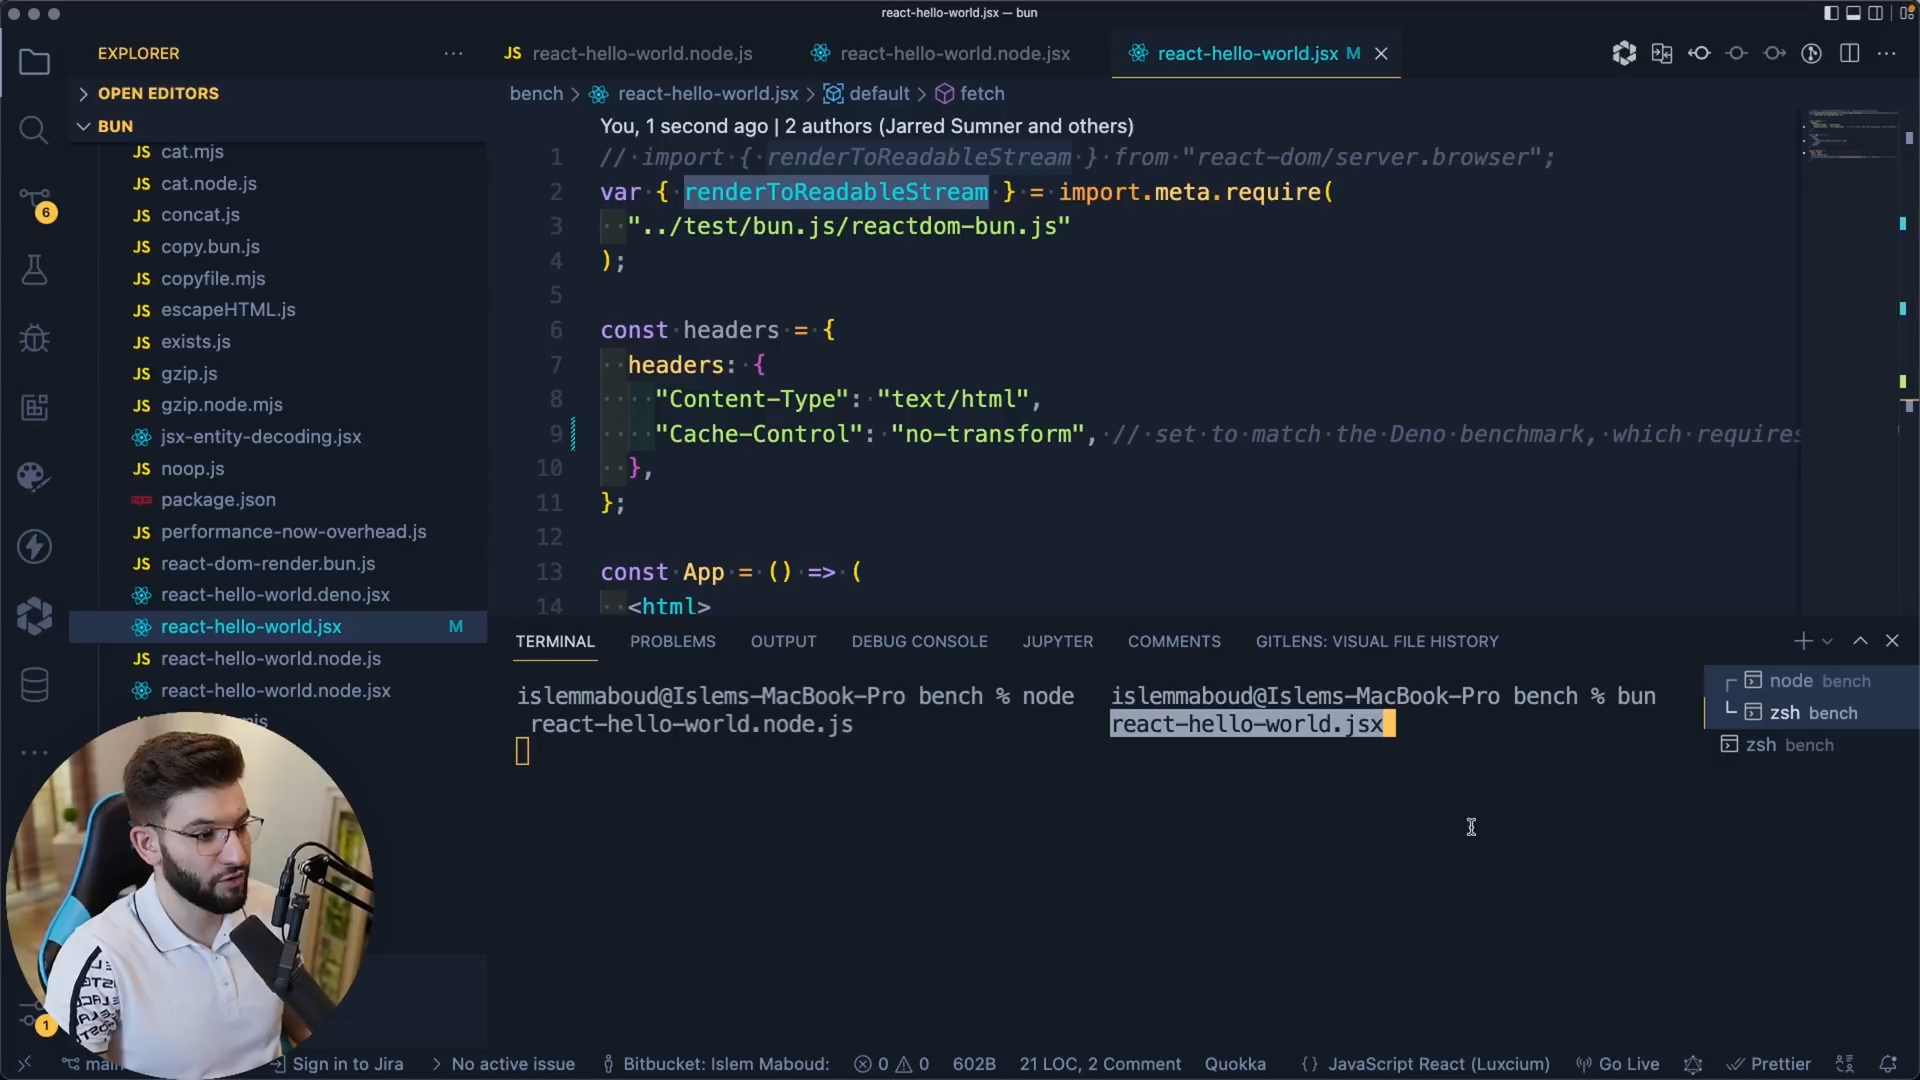 react-hello-world.jsx — bun
EXPLORER
OPEN EDITORS
BUN
cat.mjs
cat.node.js
concat.js
copy.bun.js
copyfile.mjs
escapeHTML.js
exists.js
gzip.js
gzip.node.mjs
jsx-entity-decoding.jsx
noop.js
package.json
performance-now-overhead.js
react-dom-render.bun.js
react-hello-world.deno.jsx
react-hello-world.jsx M
react-hello-world.node.js
react-hello-world.node.jsx
6
1
JS react-hello-world.node.js
react-hello-world.node.jsx
react-hello-world.jsx M
bench > react-hello-world.jsx > default > fetch
You, 1 second ago | 2 authors (Jarred Sumner and others)
1 // import { renderToReadableStream } from "react-dom/server.browser";
2 var { renderToReadableStream } = import.meta.require(
3 "../test/bun.js/reactdom-bun.js"
4 );
5
6 const headers = {
7 headers: {
8 "Content-Type": "text/html",
9 "Cache-Control": "no-transform", // set to match the Deno benchmark, which requires
10 },
11 };
12
13 const App = () => (
14 <html>
TERMINAL PROBLEMS OUTPUT DEBUG CONSOLE JUPYTER COMMENTS GITLENS: VISUAL FILE HISTORY
islemmaboud@Islems-MacBook-Pro bench % node
react-hello-world.node.js
islemmaboud@Islems-MacBook-Pro bench % bun
react-hello-world.jsx
node bench
zsh bench
zsh bench
Sign in to Jira No active issue Bitbucket: Islem Maboud: 0 0 602B 21 LOC, 2 Comment Quokka {} JavaScript React (Luxcium) Go Live Prettier